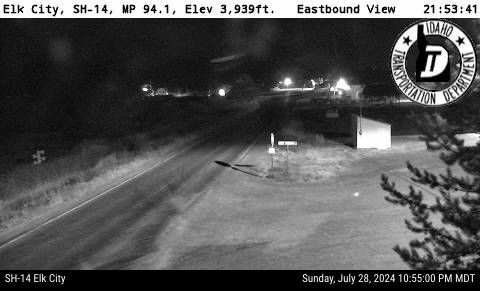 Elk City, SH-14, MP 94.1, Elev 3,939ft. Eastbound View 21:53:41
IDAHO
TRANSPORTATION DEPARTMENT
SH-14 Elk City Sunday, July 28, 2024 10:55:00 PM MDT